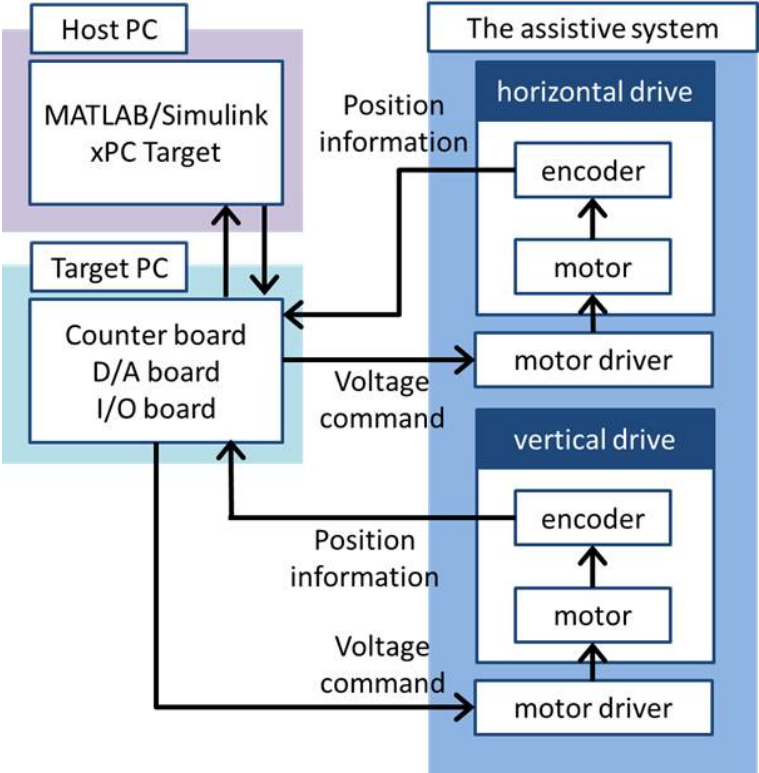 Host PC
MATLAB/Simulink
xPC Target
Target PC
Counter board
D/A board
I/O board
Position
information
Voltage
command
Position
information
Voltage
command
The assistive system
horizontal drive
encoder
motor
motor driver
vertical drive
encoder
motor
motor driver